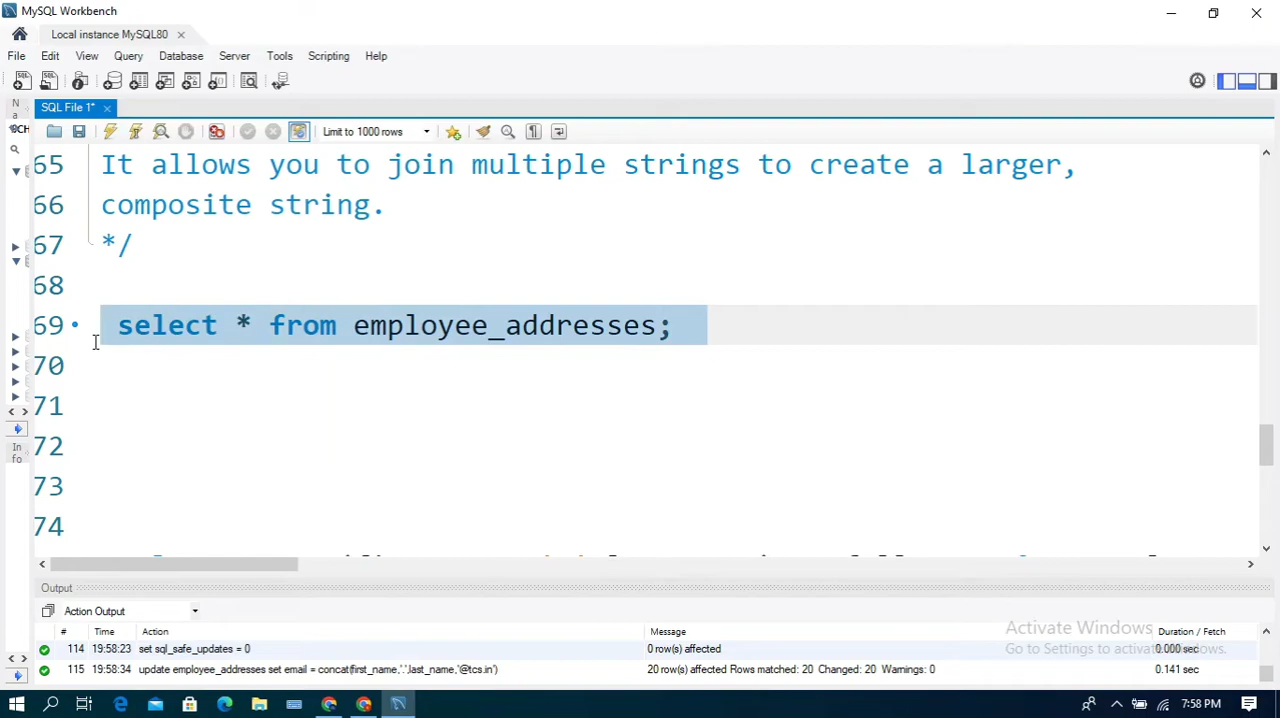 MySQL Workbench
Local instance MySQL80
File Edit View Query Database Server Tools Scripting Help
Na
SQL File 1*
Limit to 1000 rows
65 It allows you to join multiple strings to create a larger,
66 composite string.
67 */
68
69 select * from employee_addresses;
70
71
72
73
74
Info
Output
Action Output
# Time Action Message Duration / Fetch
114 19:58:23 set sql_safe_updates = 0 0 row(s) affected 0.000 sec
115 19:58:34 update employee_addresses set email = concat(first_name,'.',last_name,'@tcs.in') 20 row(s) affected Rows matched: 20 Changed: 20 Warnings: 0 0.141 sec
Activate Windows
Go to Settings to activate Windows.
7:58 PM